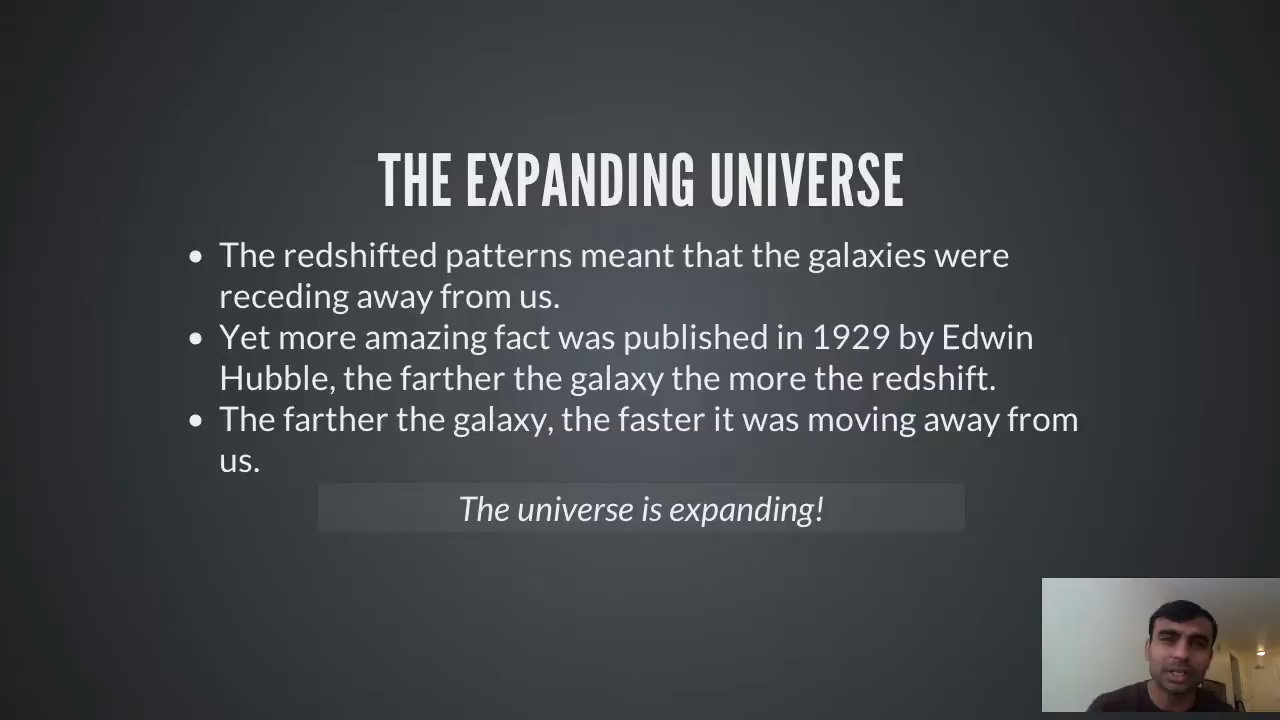 THE EXPANDING UNIVERSE
• The redshifted patterns meant that the galaxies were
receding away from us.
• Yet more amazing fact was published in 1929 by Edwin
Hubble, the farther the galaxy the more the redshift.
• The farther the galaxy, the faster it was moving away from
us.
The universe is expanding!